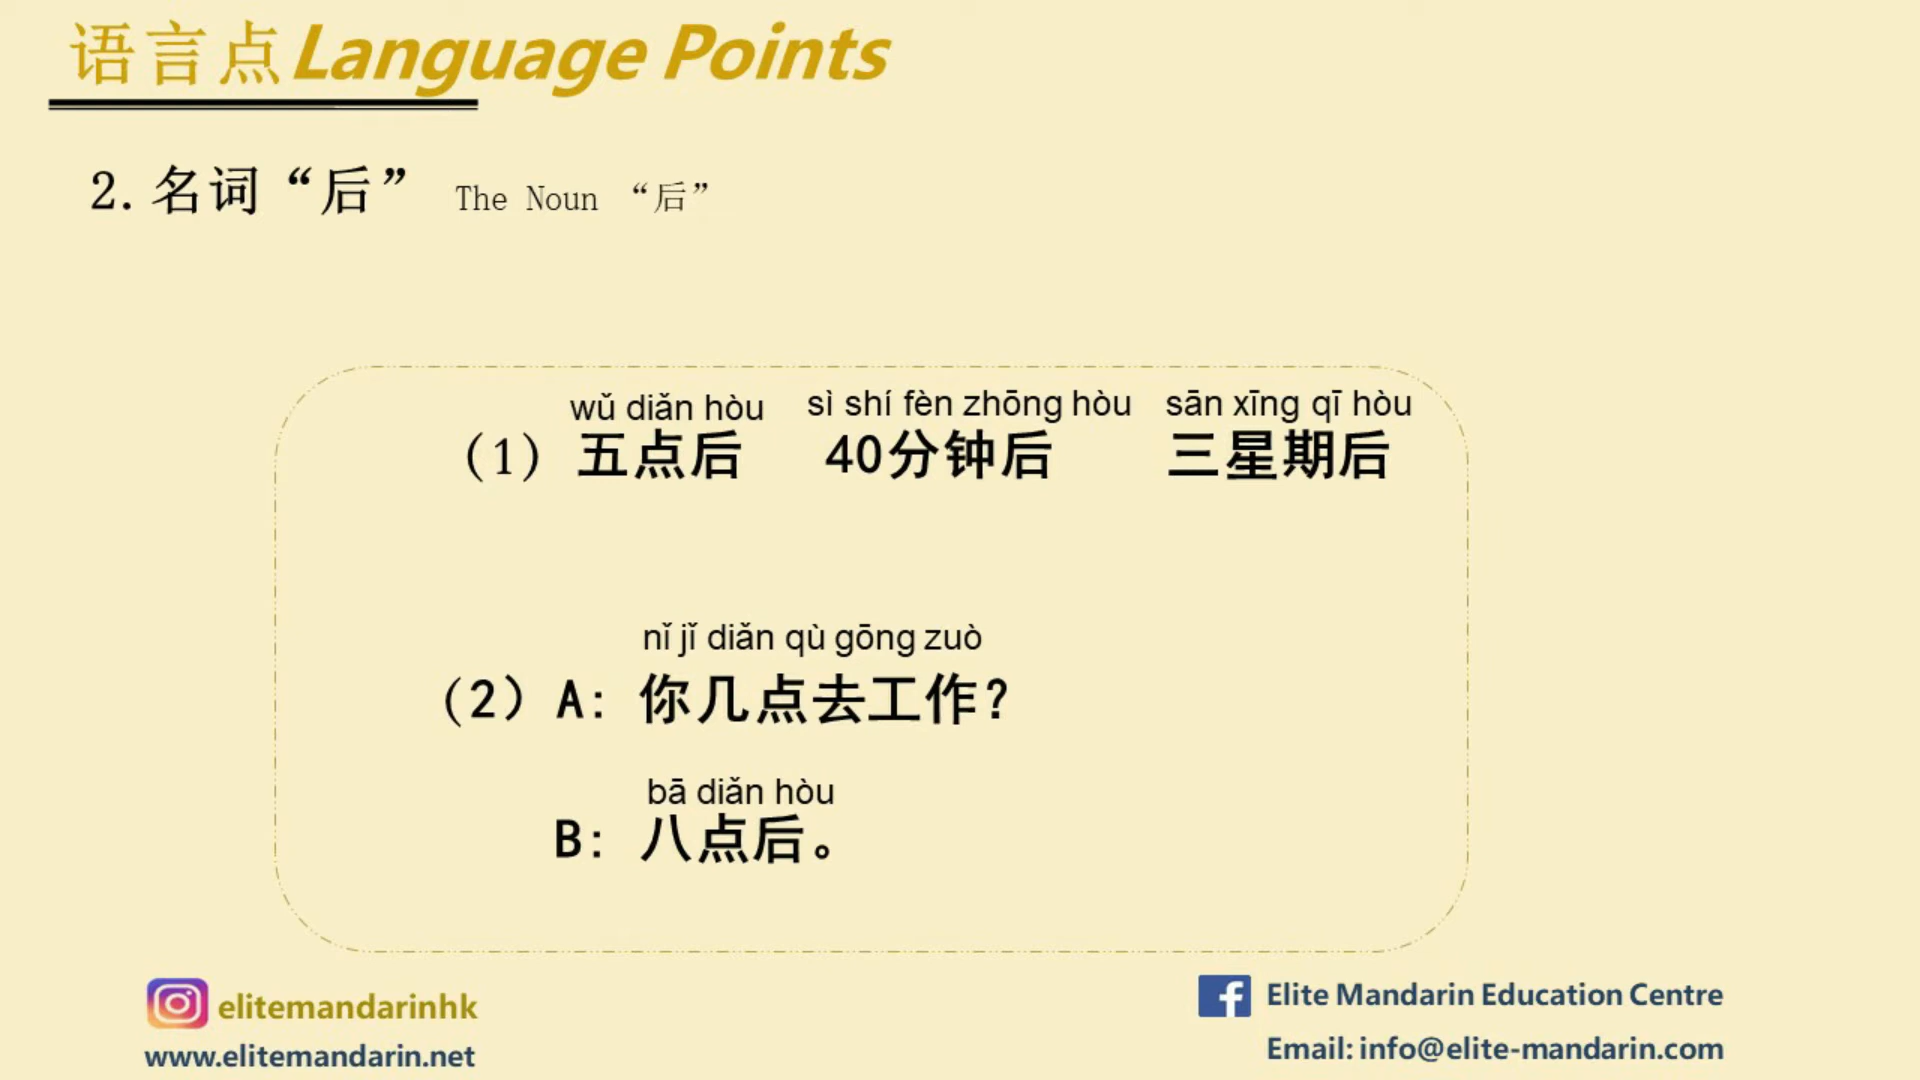 语言点Language Points
2.名词“后” The Noun “后”
wǔ diǎn hòu sì shí fèn zhōng hòu sān xīng qī hòu
(1) 五点后 40分钟后 三星期后
nǐ jǐ diǎn qù gōng zuò
(2) A: 你几点去工作?
bā diǎn hòu
B: 八点后。
elitemandarinhk
www.elitemandarin.net
Elite Mandarin Education Centre
Email: info@elite-mandarin.com